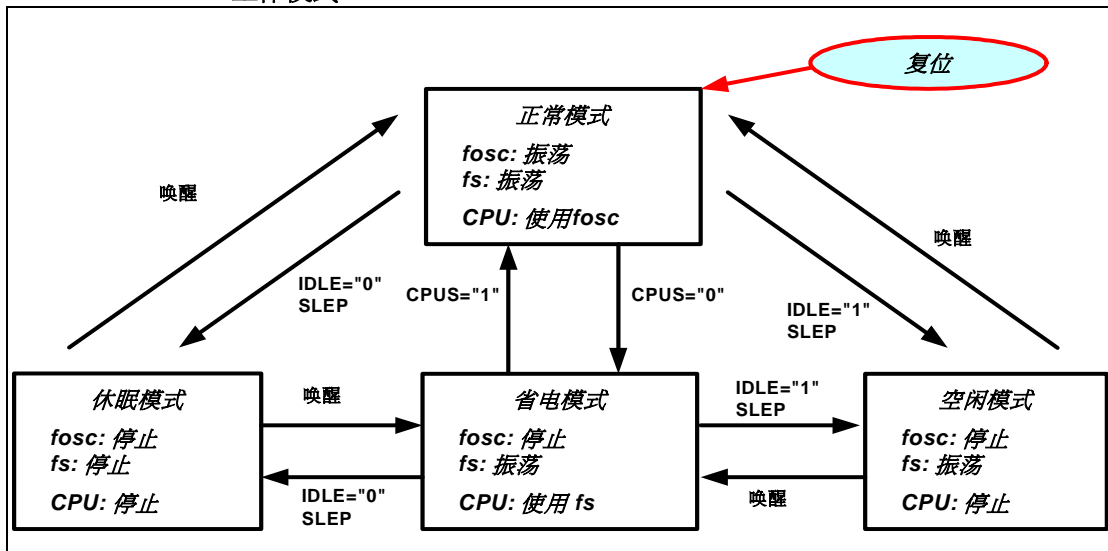 复位
正常模式
fosc: 振荡
fs: 振荡
CPU: 使用fosc
唤醒
唤醒
IDLE="0"
SLEP
CPUS="1"
CPUS="0"
IDLE="1"
SLEP
休眠模式
fosc: 停止
fs: 停止
CPU: 停止
唤醒
IDLE="0"
SLEP
省电模式
fosc: 停止
fs: 振荡
CPU: 使用 fs
IDLE="1"
SLEP
唤醒
空闲模式
fosc: 停止
fs: 振荡
CPU: 停止